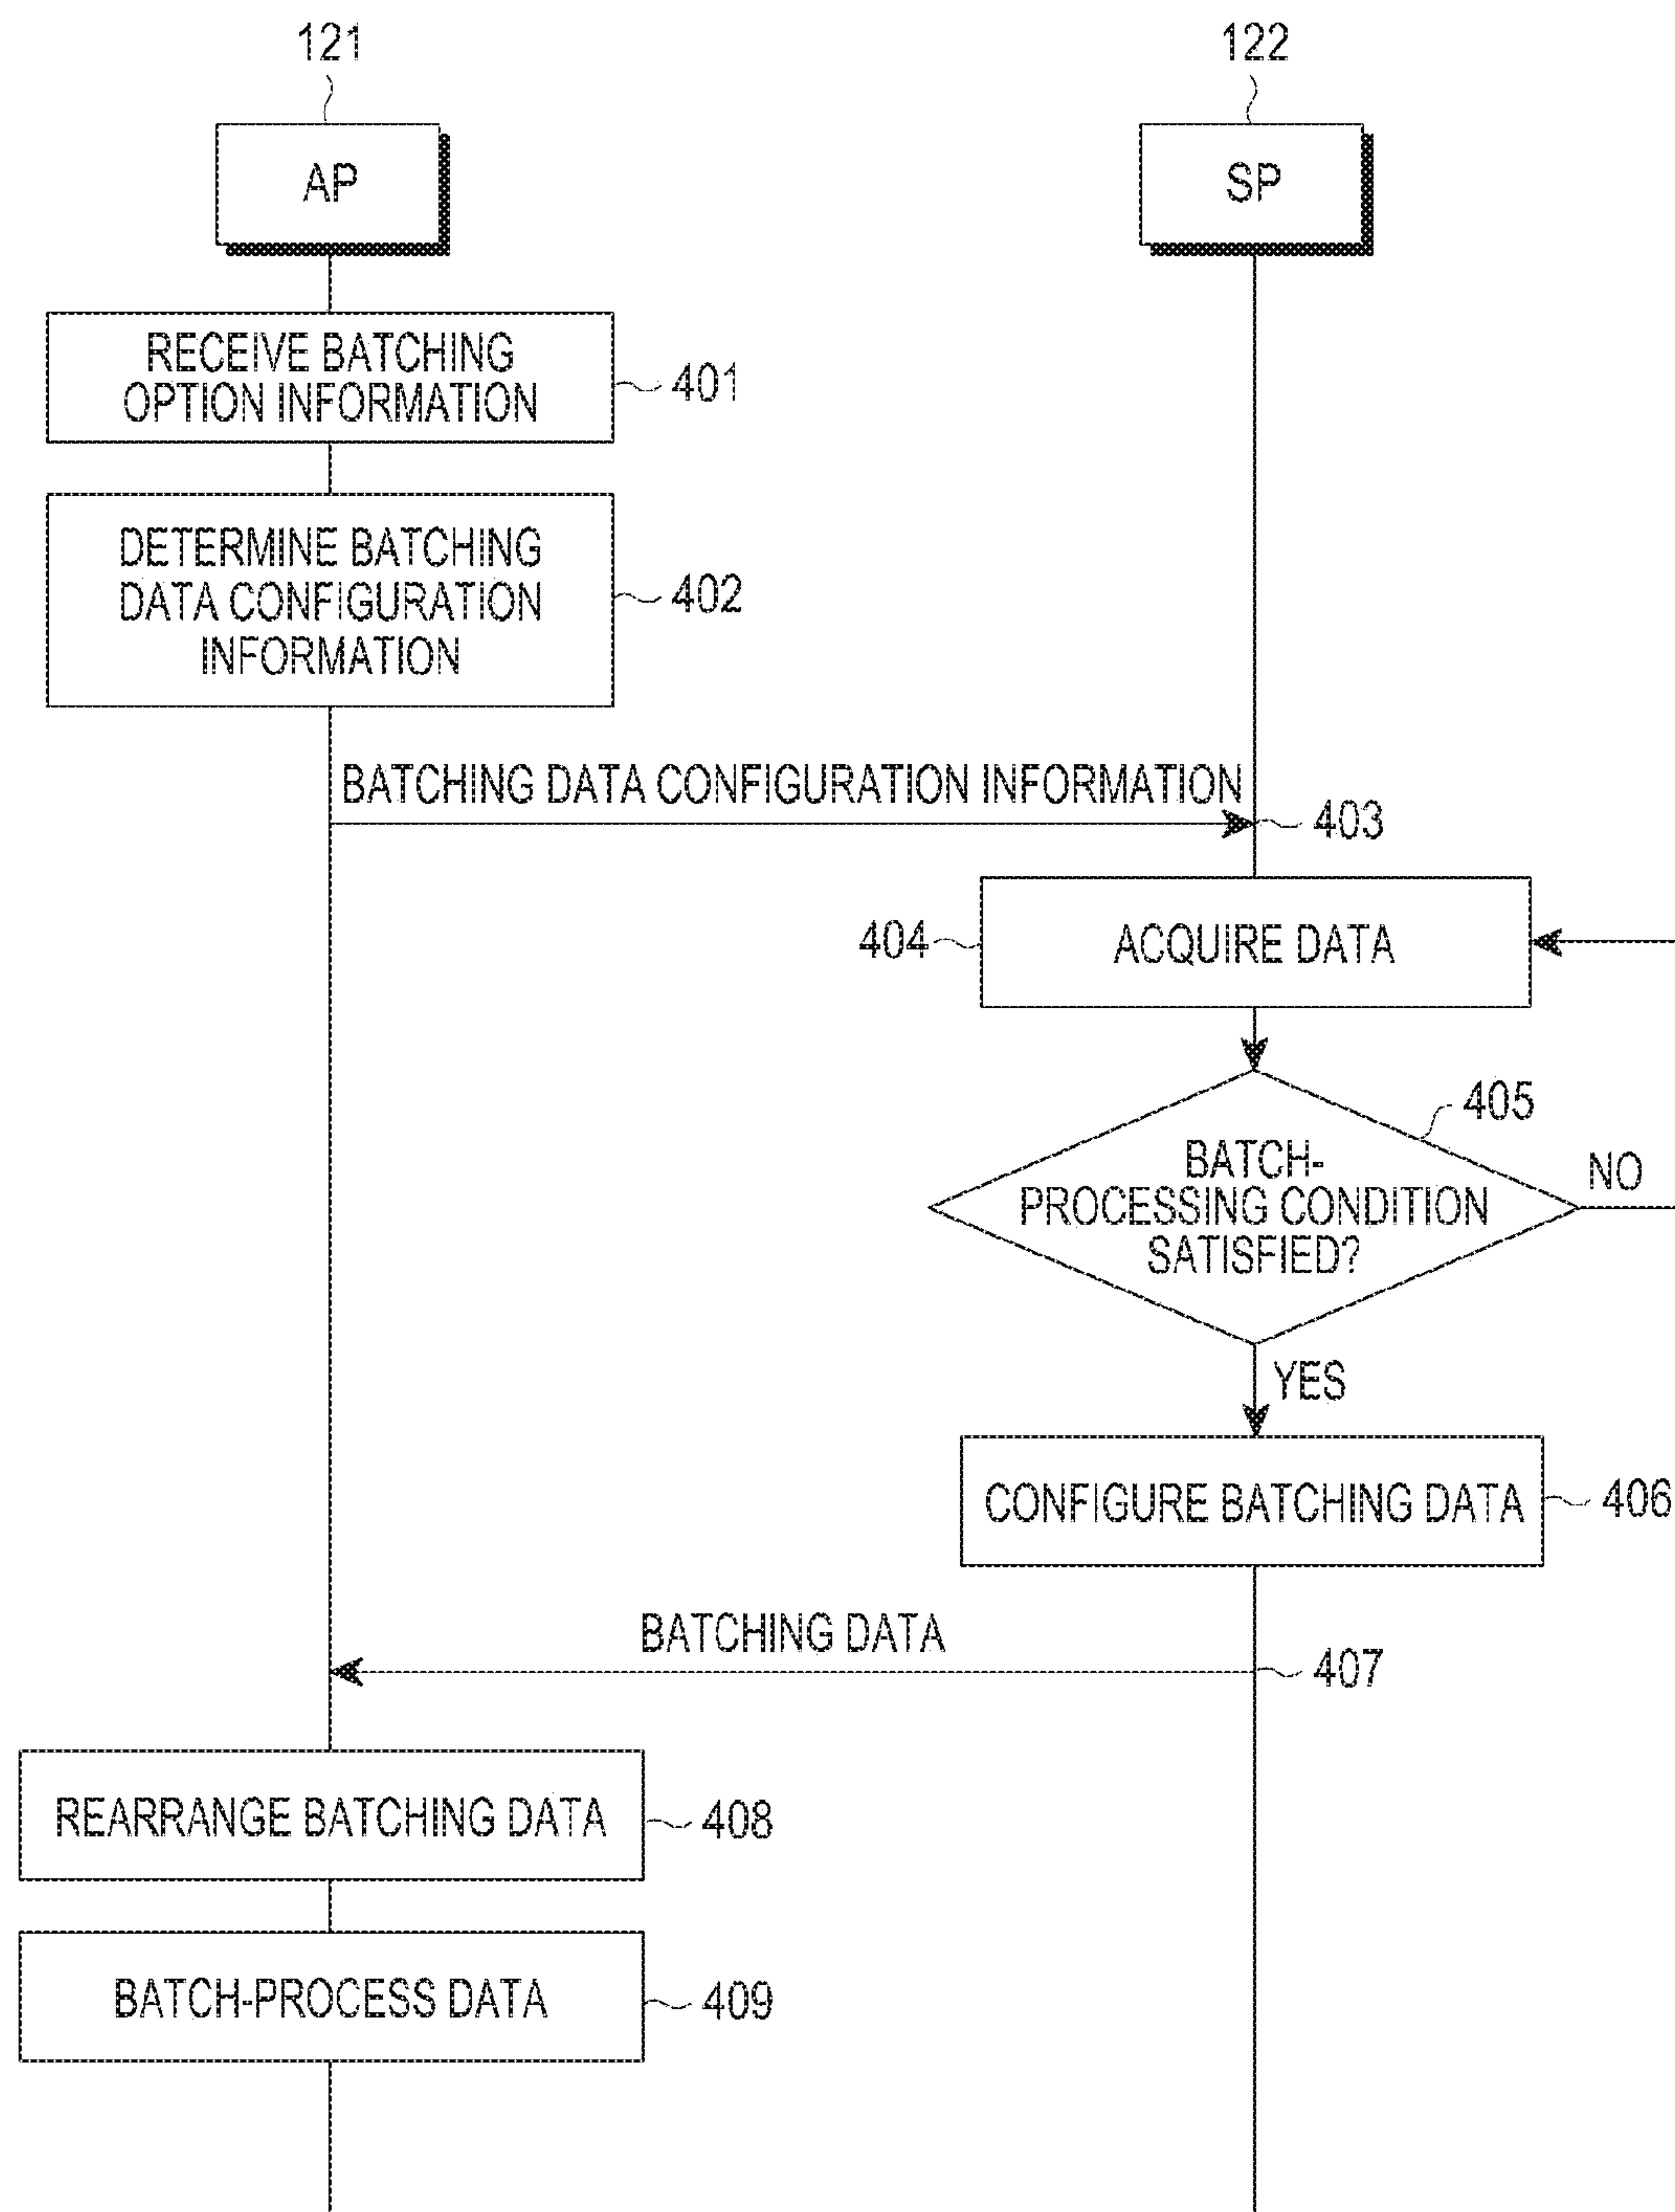 121
122
AP
SP
RECEIVE BATCHING
OPTION INFORMATION
401
DETERMINE BATCHING
DATA CONFIGURATION
INFORMATION
402
BATCHING DATA CONFIGURATION INFORMATION
403
404
ACQUIRE DATA
405
BATCH-
PROCESSING CONDITION
SATISFIED?
NO
YES
CONFIGURE BATCHING DATA
406
BATCHING DATA
407
REARRANGE BATCHING DATA
408
BATCH-PROCESS DATA
409